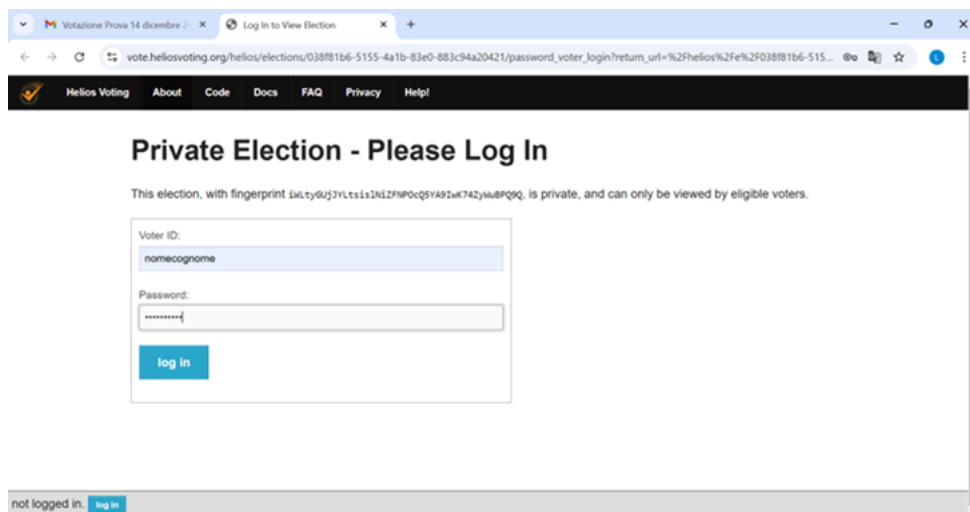 Votazione Prova 14 dicembre 2
Log In to View Election
vote.heliosvoting.org/helios/elections/038f81b6-5155-4a1b-83e0-883c94a20421/password_voter_login?return_url=%2Fhelios%2Fe%2F038f81b6-515...
L
Helios Voting About Code Docs FAQ Privacy Help!
Private Election - Please Log In
This election, with fingerprint , is private, and can only be viewed by eligible voters.
Voter ID:
nomecognome
Password:
••••••••••
log in
not logged in. log in